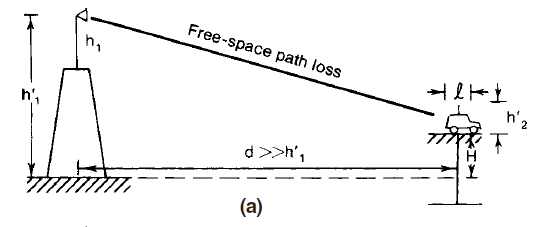 Free-space path loss
h₁
h'₁
ℓ
h'₂
d >>h'₁
H
(a)